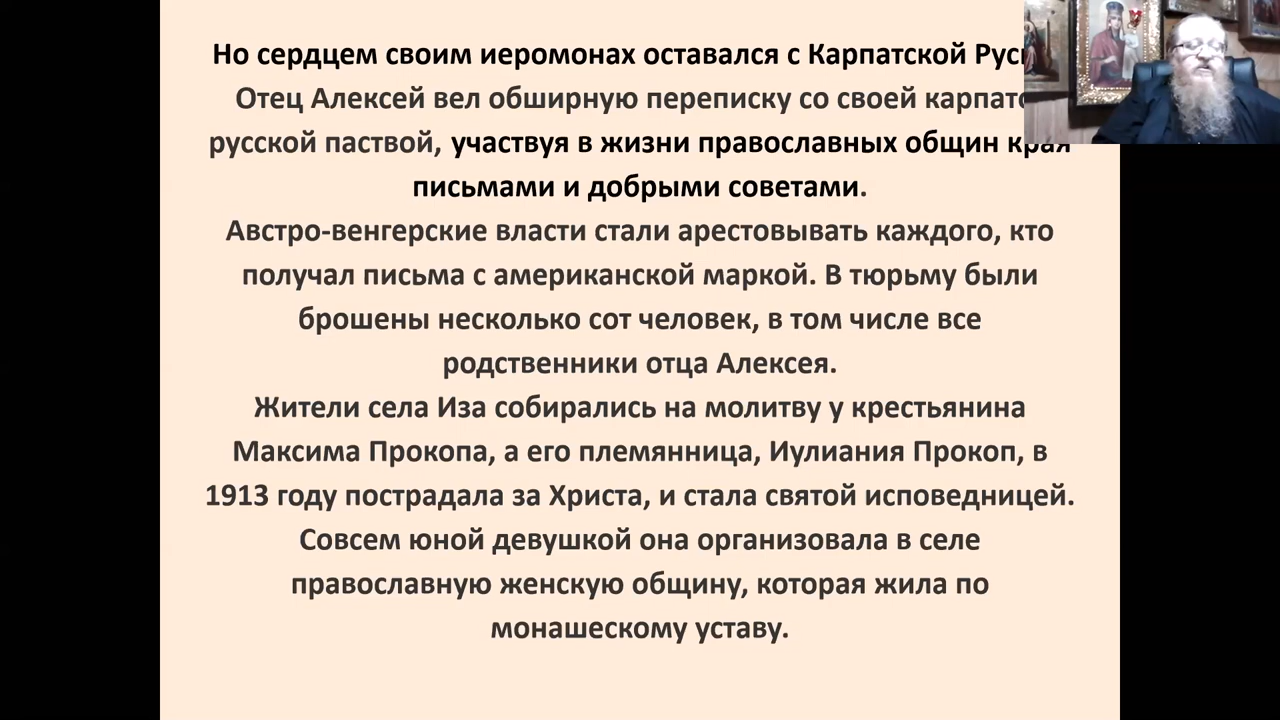 Но сердцем своим иеромонах оставался с Карпатской
Отец Алексей вел обширную переписку со своей
русской паствой, участвуя в жизни православных общин края
письмами и добрыми советами.
Австро-венгерские власти стали арестовывать каждого, кто
получал письма с американской маркой. В тюрьму были
брошены несколько сот человек, в том числе все
родственники отца Алексея.
Жители села Иза собирались на молитву у крестьянина
Максима Прокопа, а его племянница, Иулиания Прокоп, в
1913 году пострадала за Христа, и стала святой исповедницей.
Совсем юной девушкой она организовала в селе
православную женскую общину, которая жила по
монашескому уставу.